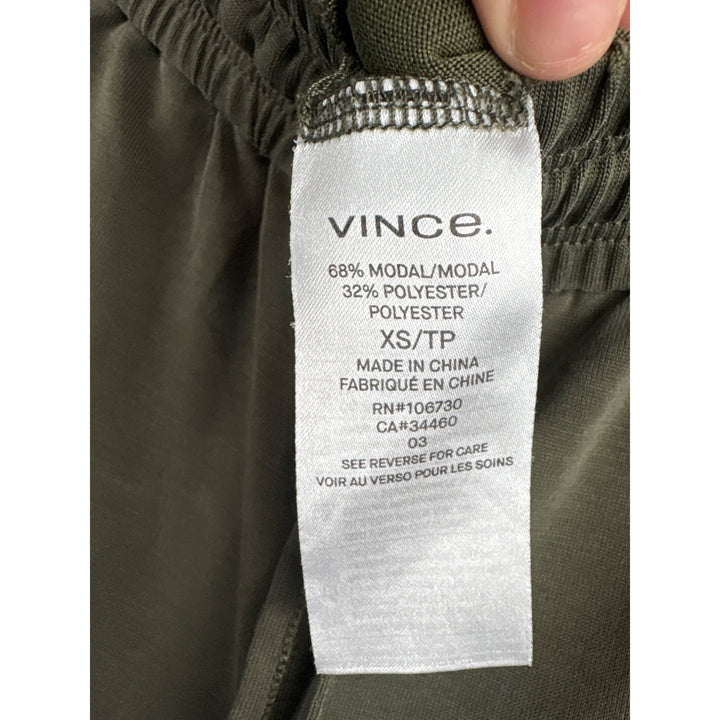 VINCe.
68% MODAL/MODAL
32% POLYESTER/
POLYESTER
XS/TP
MADE IN CHINA
FABRIQUÉ EN CHINE
RN#106730
CA#34460
03
SEE REVERSE FOR CARE
VOIR AU VERSO POUR LES SOINS